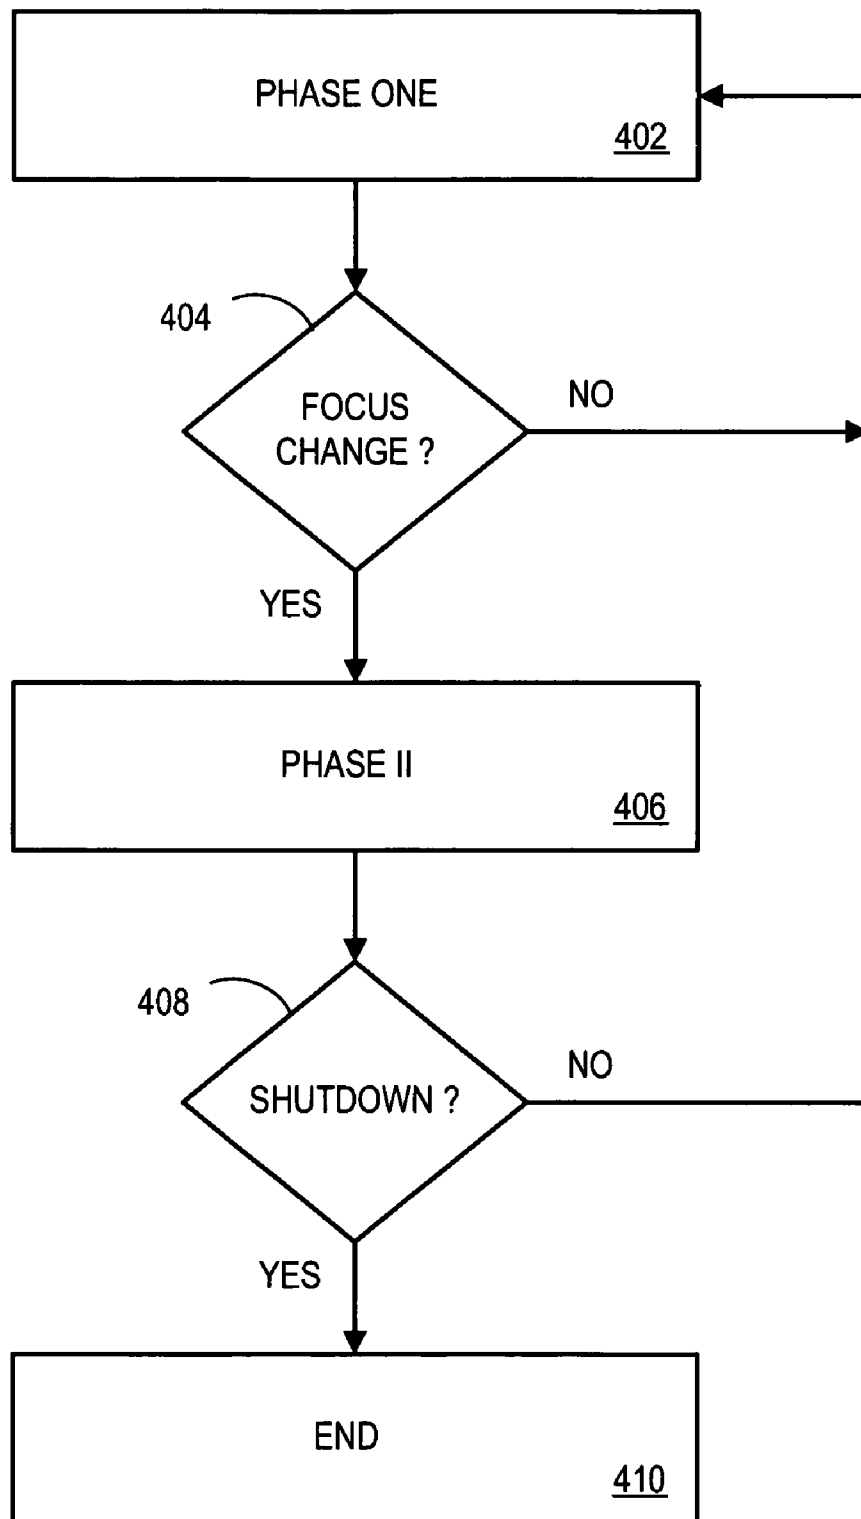 PHASE ONE
402
404
FOCUS
CHANGE ?
NO
YES
PHASE II
406
408
SHUTDOWN ?
NO
YES
END
410